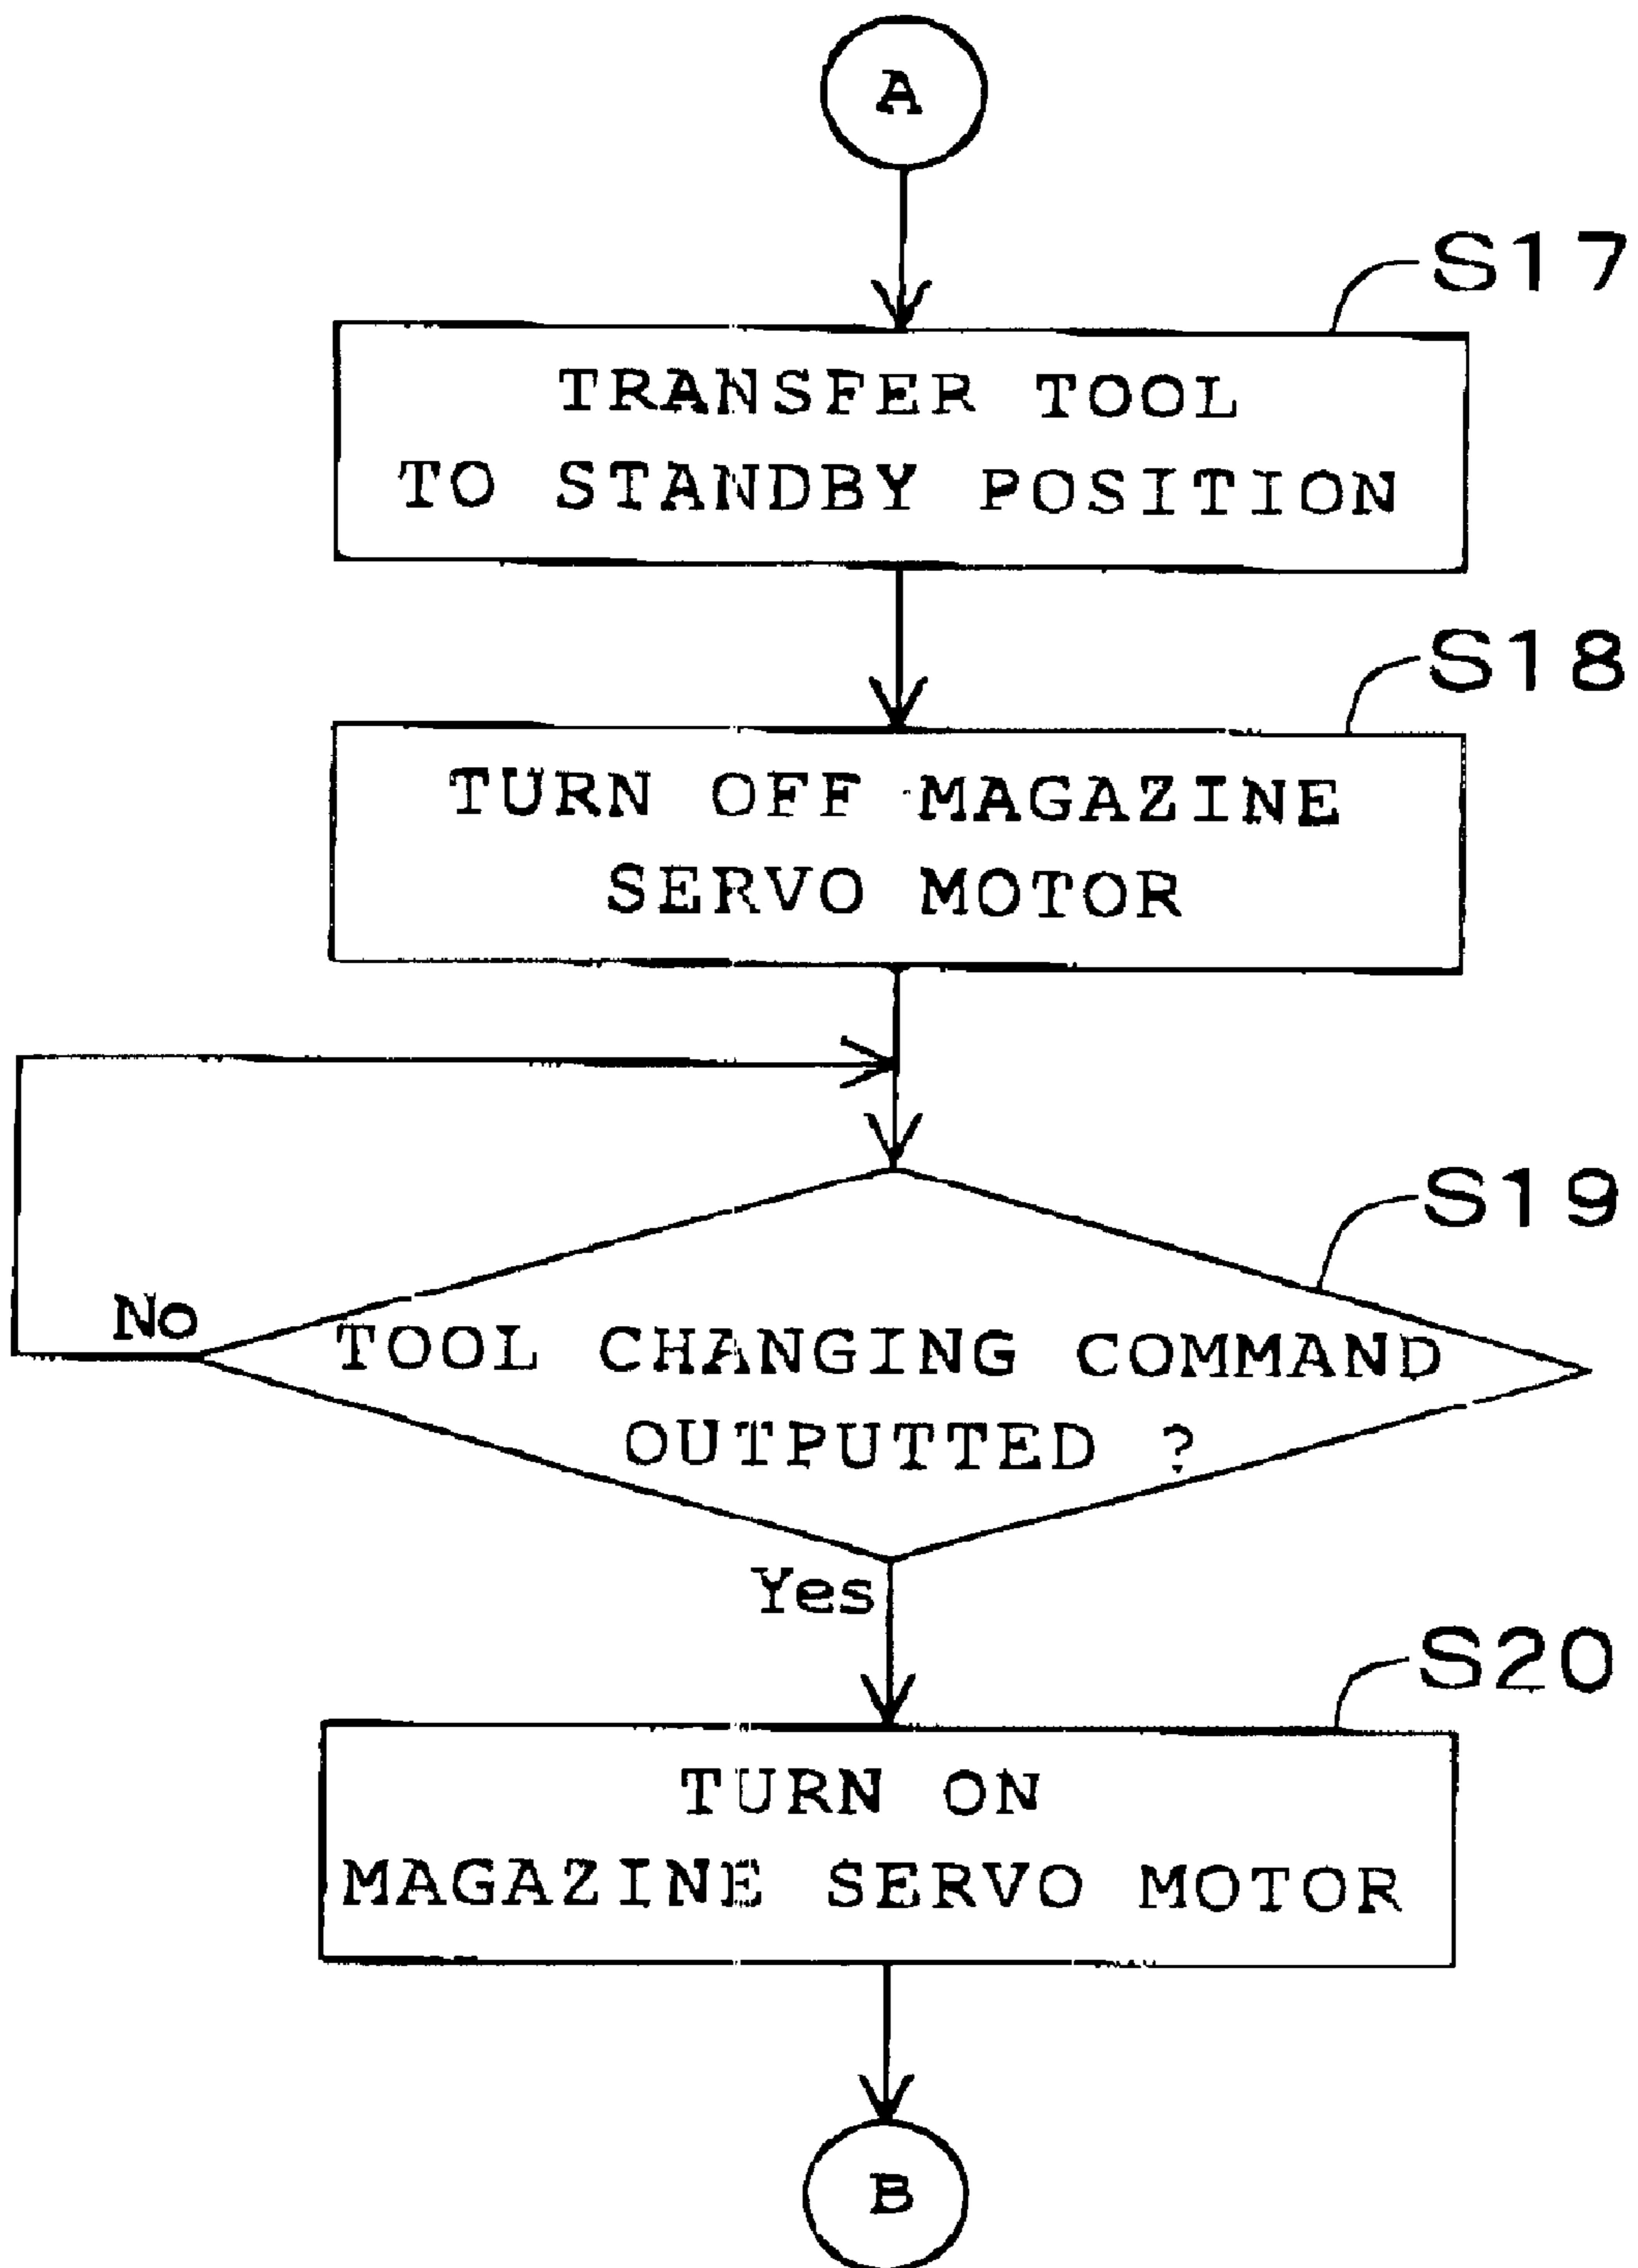 A
S17
TRANSFER TOOL
TO STANDBY POSITION
S18
TURN OFF MAGAZINE
SERVO MOTOR
S19
No
TOOL CHANGING COMMAND
OUTPUTTED ?
Yes
S20
TURN ON
MAGAZINE SERVO MOTOR
B